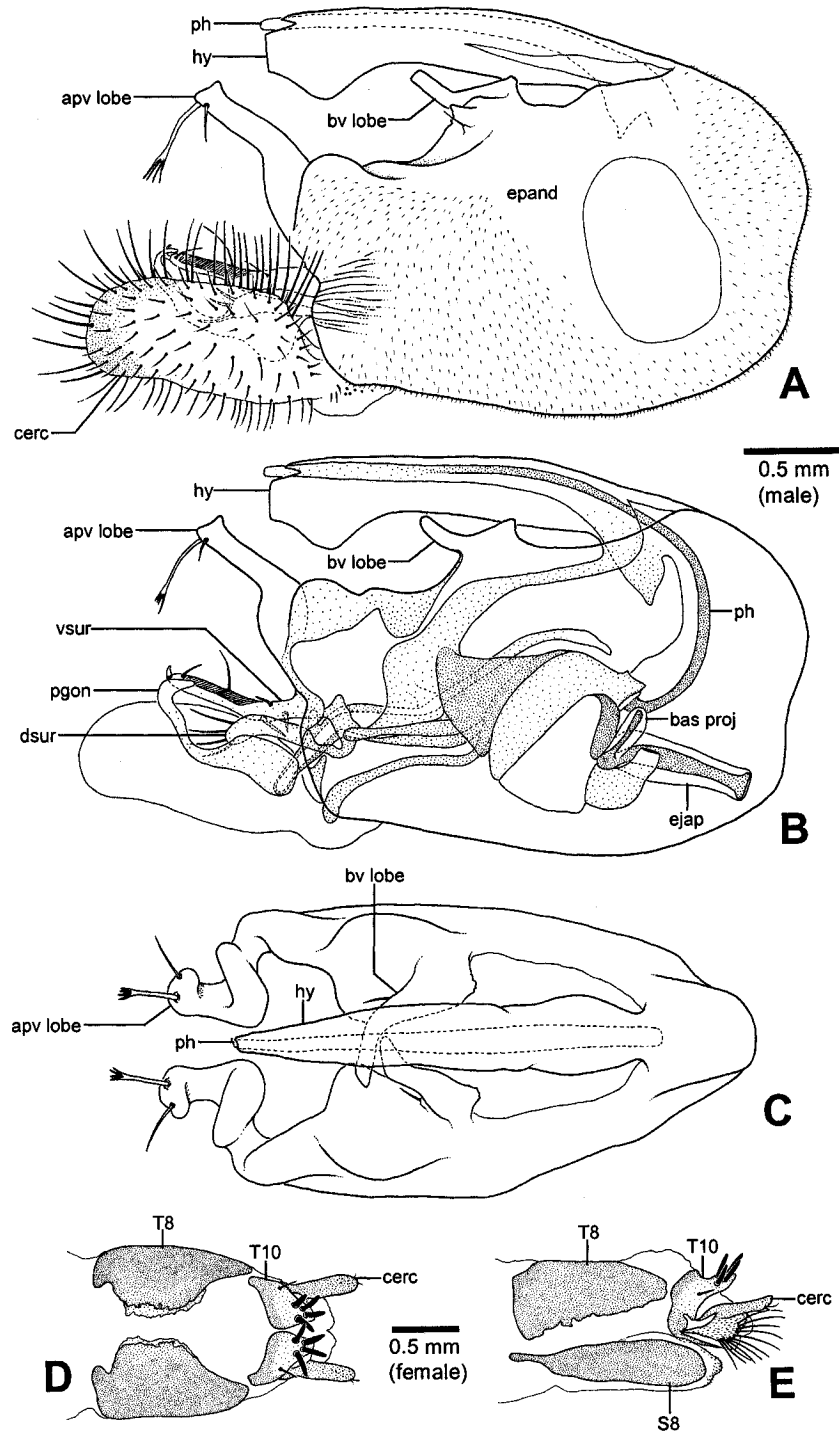 ph
hy
apv lobe
bv lobe
epand
A
cerc
0.5 mm
(male)
hy
apv lobe
bv lobe
vsur
ph
pgon
bas proj
dsur
ejap
B
bv lobe
hy
apv lobe
ph
C
T8
T10
cerc
D
0.5 mm
(female)
T8
T10
cerc
E
S8